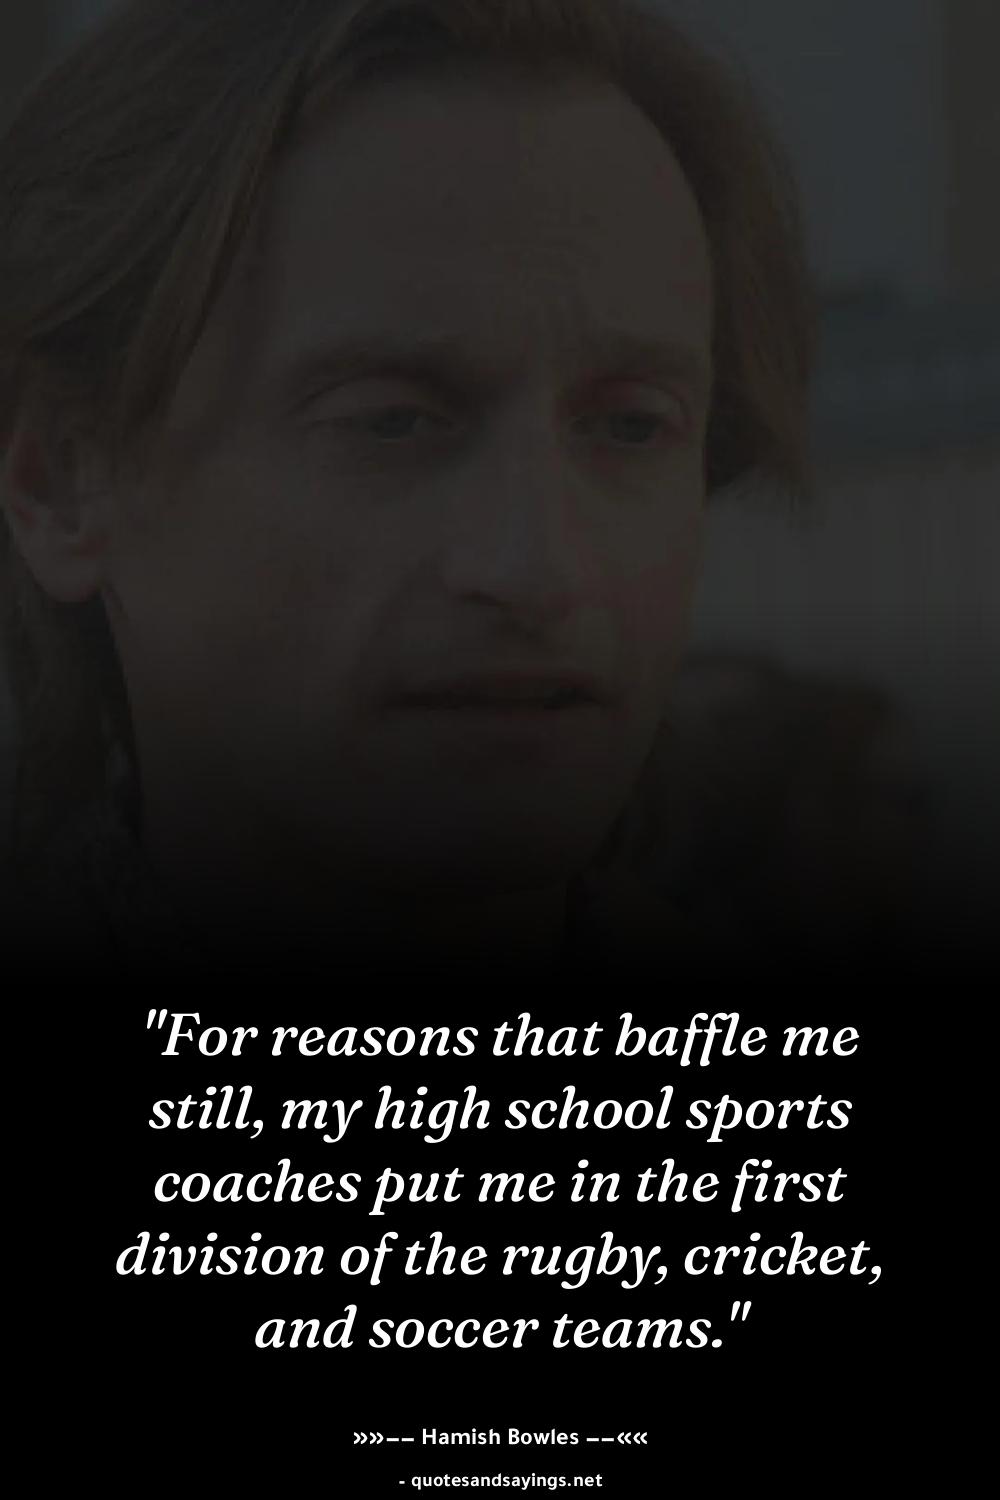 "For reasons that baffle me
still, my high school sports
coaches put me in the first
division of the rugby, cricket,
and soccer teams."
»»−− Hamish Bowles −−««
- quotesandsayings.net